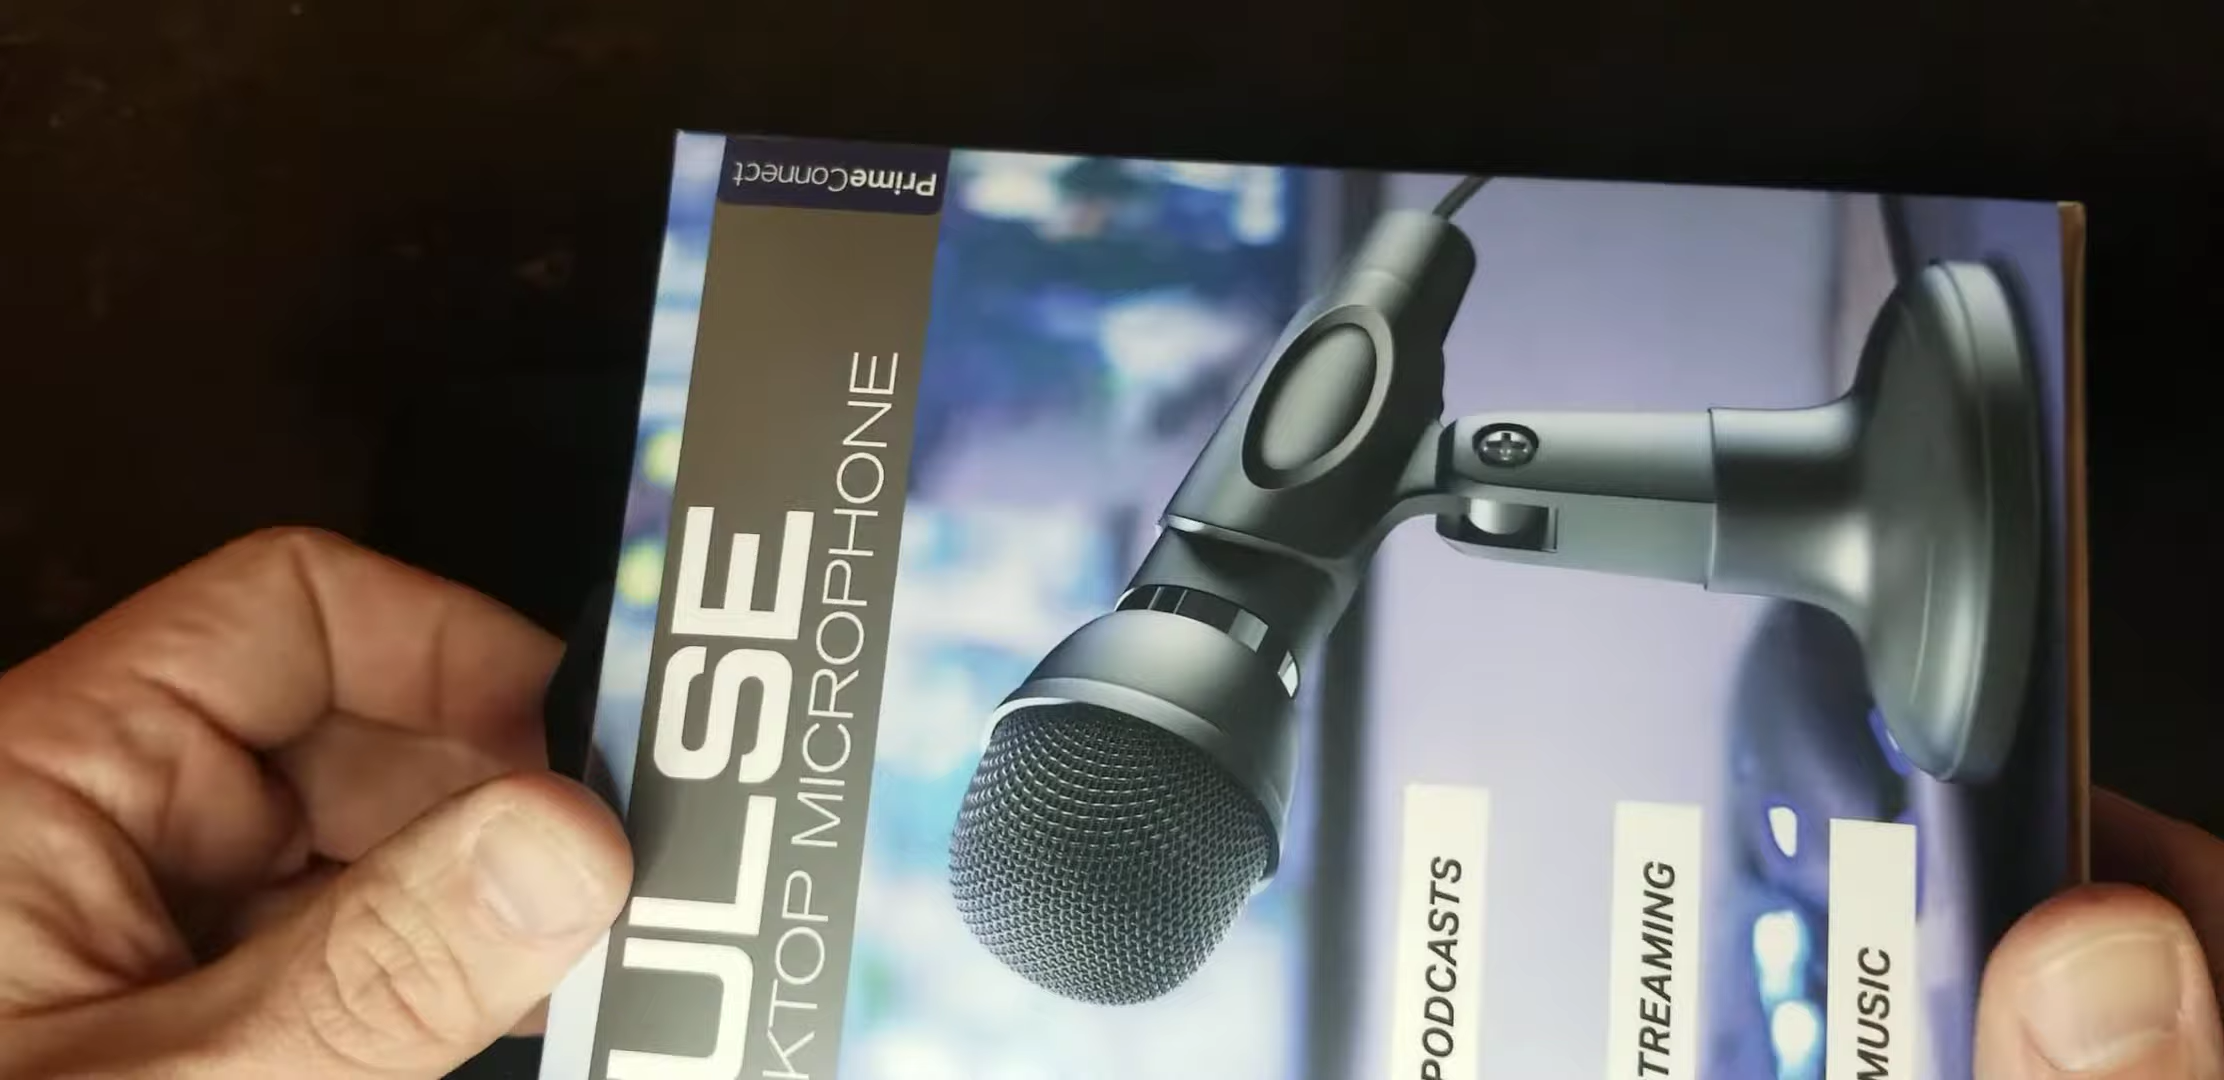 PrimeConnect
ULSE
KTOP MICROPHONE
PODCASTS
TREAMING
MUSIC